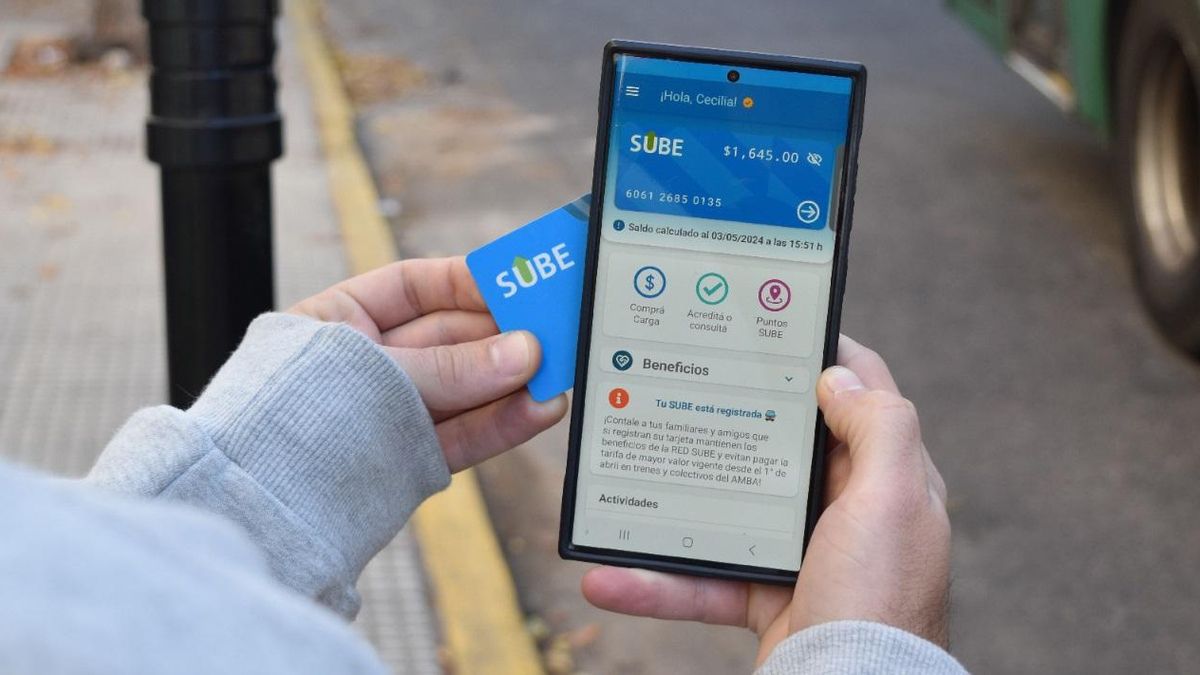 SUBE
¡Hola, Cecilia!
SUBE
$1,645.00
6061 2685 0135
Saldo calculado al 03/05/2024 a las 15:51 h
Comprá
Carga
Acreditá o
consultá
Puntos
SUBE
Beneficios
Tu SUBE está registrada
¡Contale a tus familiares y amigos que
si registran su tarjeta mantienen los
beneficios de la RED SUBE y evitan pagar la
tarifa de mayor valor vigente desde el 1° de
abril en trenes y colectivos del AMBA!
Actividades